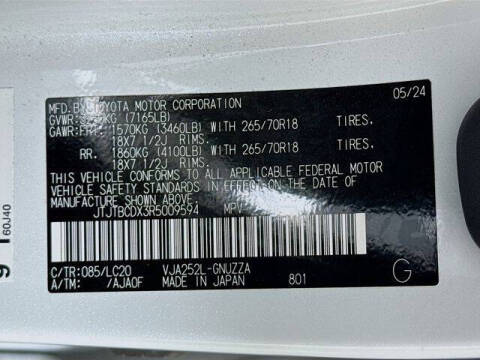 MFD.BY:TOYOTA MOTOR CORPORATION 05/24
GVWR: (7165LB)
GAWR:FRT. 1570KG (3460LB) WITH 265/70R18 TIRES.
18X7 1/2J RIMS.
RR. 1860KG (4100LB) WITH 265/70R18 TIRES.
18X7 1/2J RIMS.
THIS VEHICLE CONFORMS TO ALL APPLICABLE FEDERAL MOTOR
VEHICLE SAFETY STANDARDS IN EFFECT ON THE DATE OF
MANUFACTURE SHOWN ABOVE.
JTJTBCDX3R5009594 MPV
C/TR:085/LC20 VJA252L-GNUZZA
A/TM: /AJA0F MADE IN JAPAN 801 G
60J40